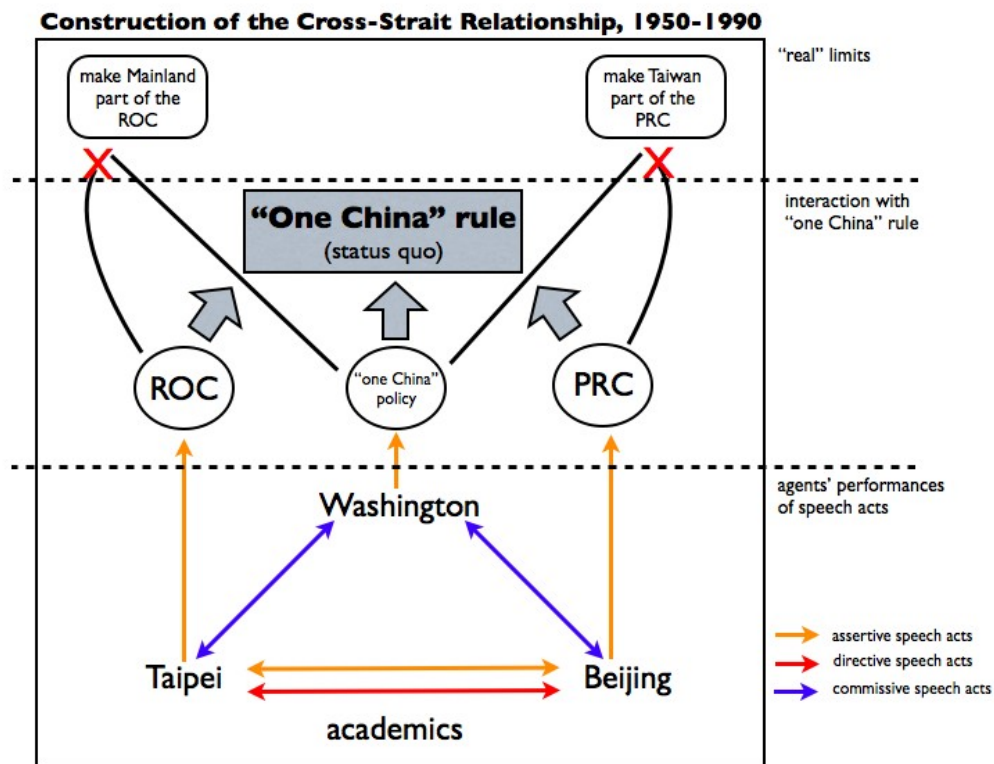 Construction of the Cross-Strait Relationship, 1950-1990
make Mainland
part of the
ROC
make Taiwan
part of the
PRC
“real” limits
X
X
“One China” rule
(status quo)
interaction with
“one China” rule
ROC
“one China”
policy
PRC
Washington
agents’ performances
of speech acts
Taipei
Beijing
academics
assertive speech acts
directive speech acts
commissive speech acts